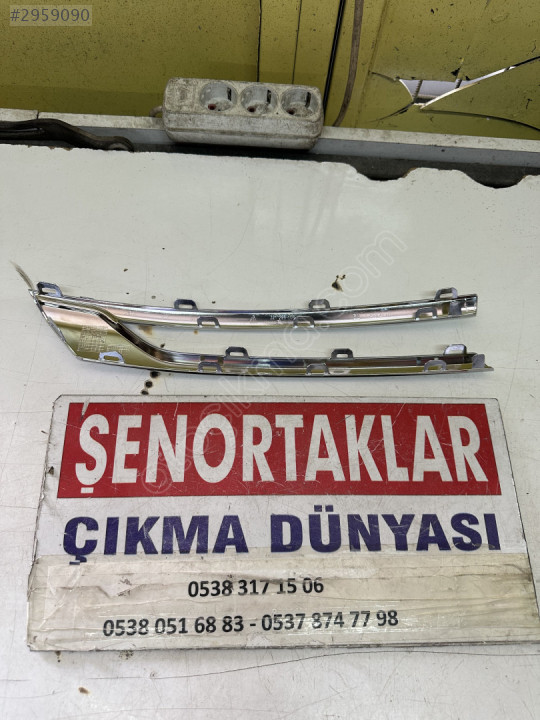 #2959090
ŞENORTAKLAR
ÇIKMA DÜNYASI
0538 317 15 06
0538 051 68 83 - 0537 874 77 98